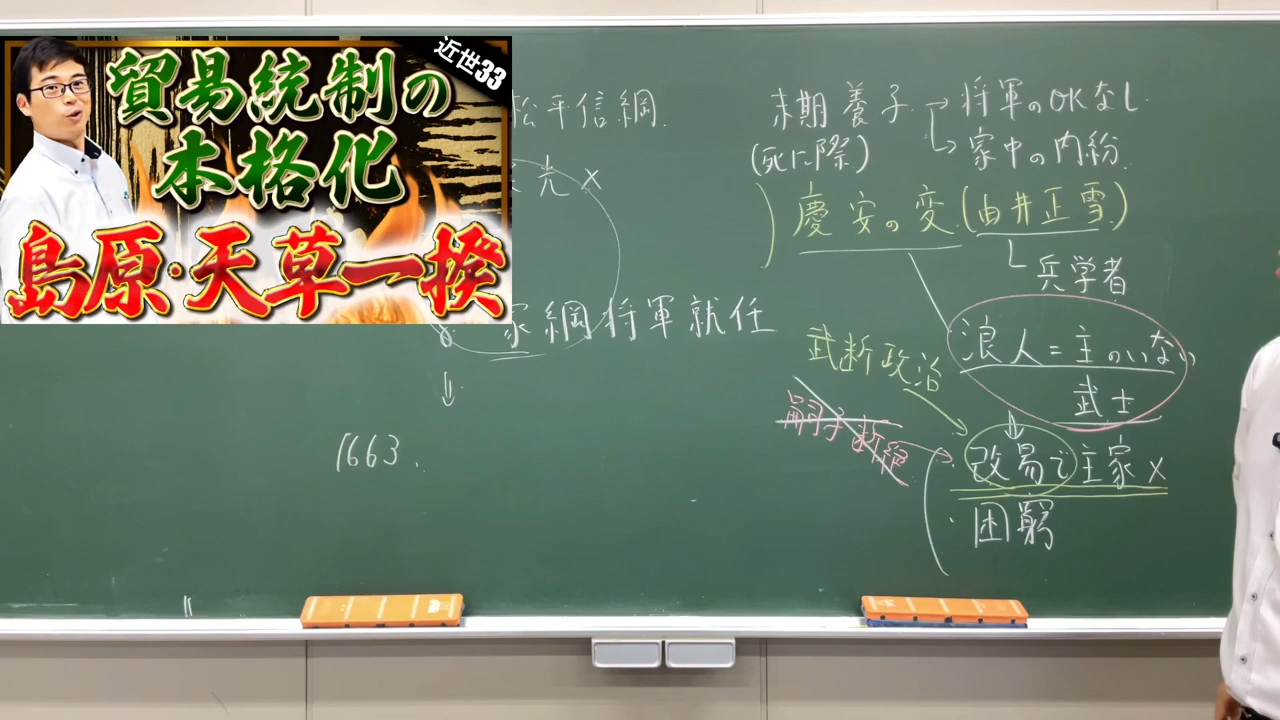 近世33
貿易統制の
本格化
島原・天草一揆
松平信綱
光×
家綱将軍就任
1663
末期養子→将軍のOKなし
(死に際)
→家中の内紛
慶安の変(由井正雪)
兵学者
浪人=主のいない
武士
武断政治
嗣子断絶
改易で主家×
困窮